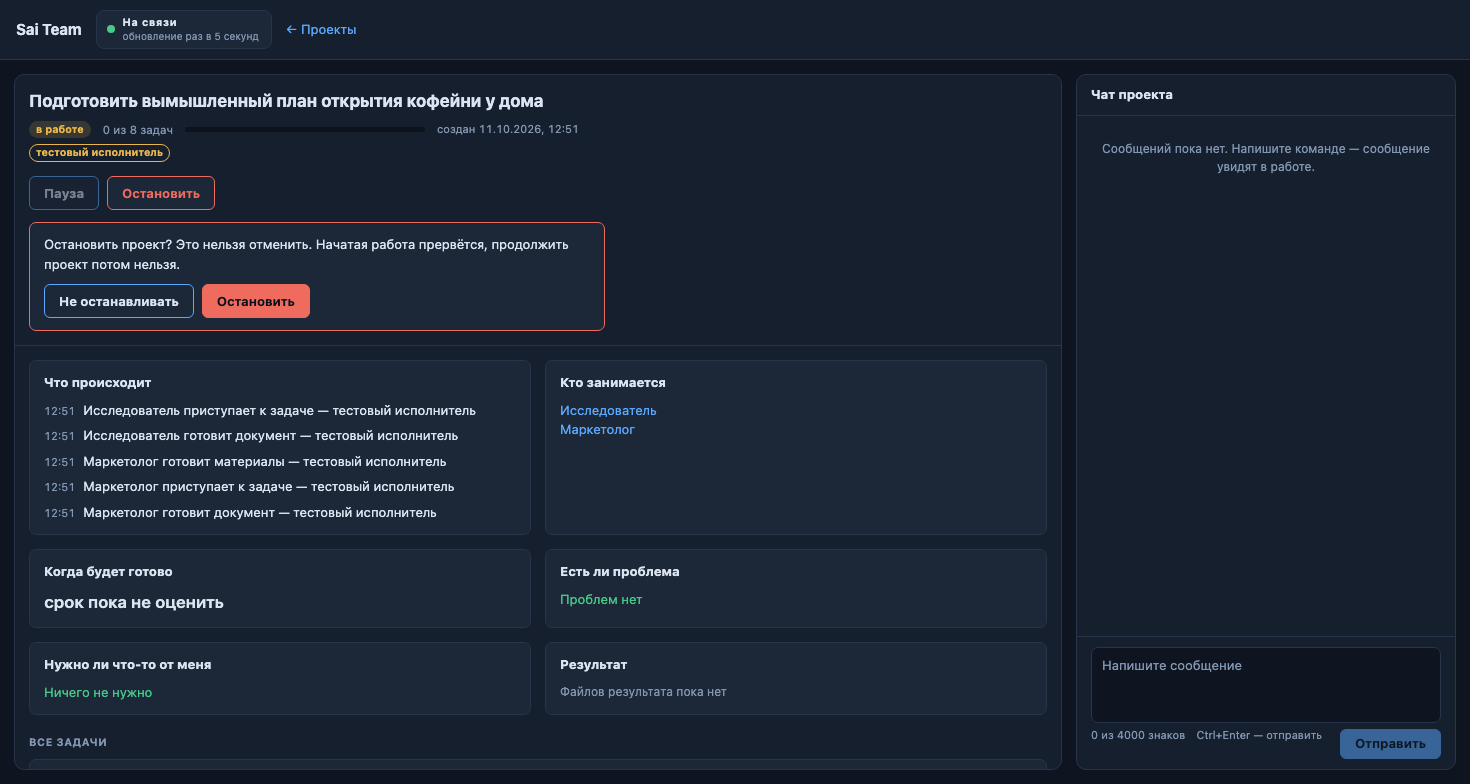 Sai Team
На связи
обновление раз в 5 секунд
← Проекты
Подготовить вымышленный план открытия кофейни у дома
в работе
0 из 8 задач
создан 11.10.2026, 12:51
тестовый исполнитель
Пауза
Остановить
Остановить проект? Это нельзя отменить. Начатая работа прервётся, продолжить
проект потом нельзя.
Не останавливать
Остановить
Что происходит
12:51 Исследователь приступает к задаче — тестовый исполнитель
12:51 Исследователь готовит документ — тестовый исполнитель
12:51 Маркетолог готовит материалы — тестовый исполнитель
12:51 Маркетолог приступает к задаче — тестовый исполнитель
12:51 Маркетолог готовит документ — тестовый исполнитель
Кто занимается
Исследователь
Маркетолог
Когда будет готово
срок пока не оценить
Есть ли проблема
Проблем нет
Нужно ли что-то от меня
Ничего не нужно
Результат
Файлов результата пока нет
ВСЕ ЗАДАЧИ
Чат проекта
Сообщений пока нет. Напишите команде — сообщение
увидят в работе.
Напишите сообщение
0 из 4000 знаков
Ctrl+Enter — отправить
Отправить